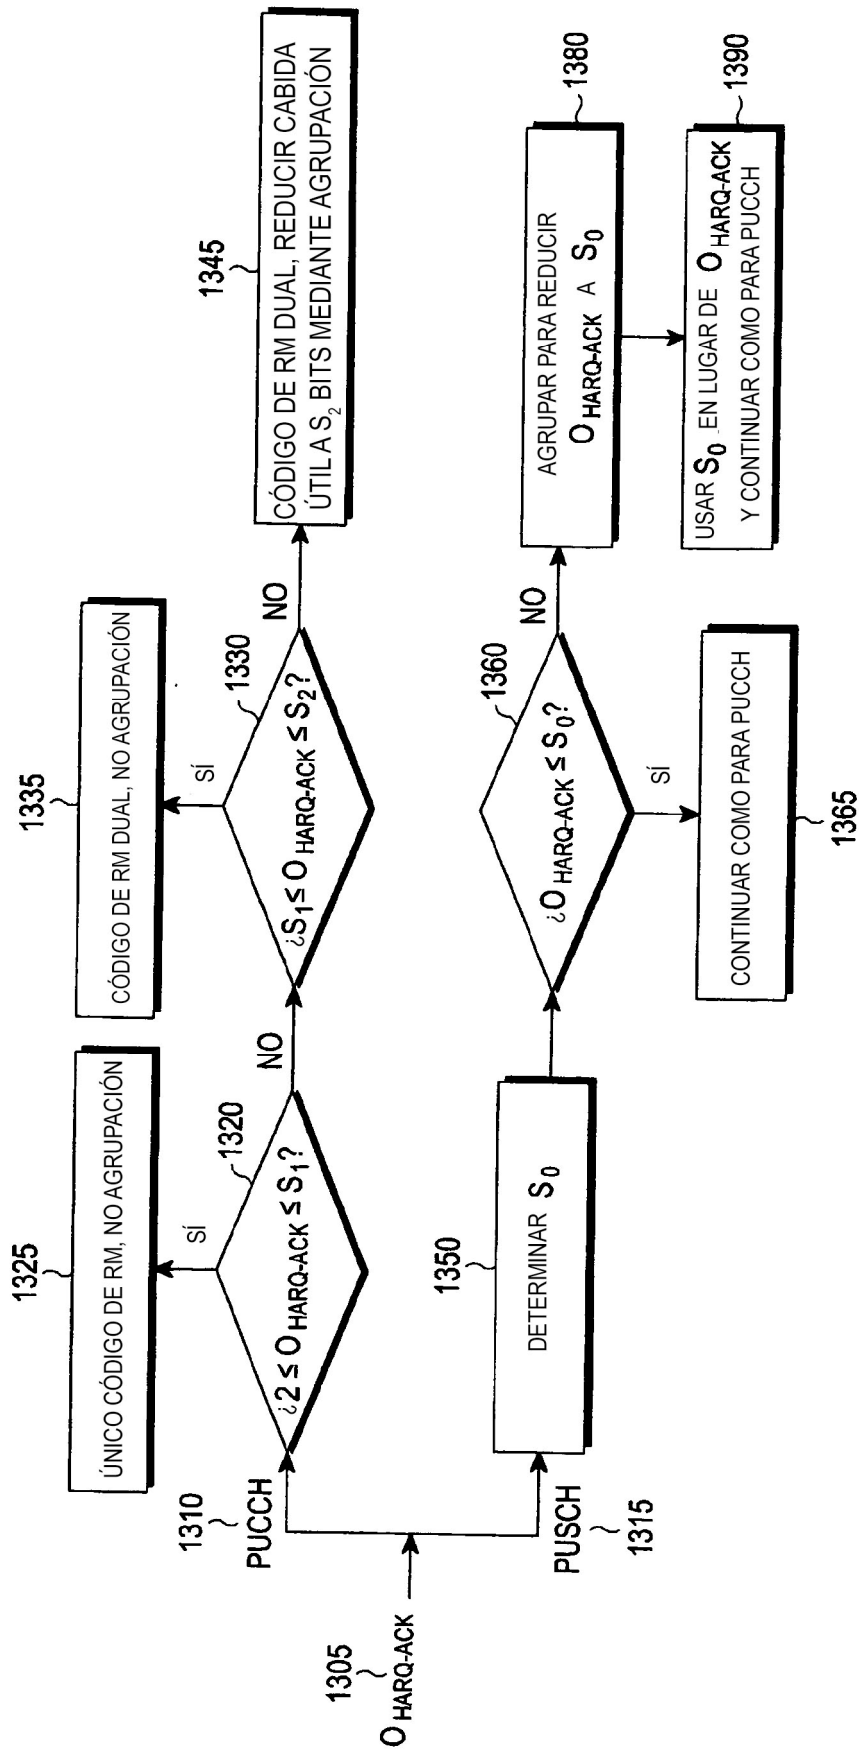 1305
O HARQ-ACK
1310
PUCCH
PUSCH
1315
1325
ÚNICO CÓDIGO DE RM, NO AGRUPACIÓN
SÍ
1320
¿2 ≤ O HARQ-ACK ≤ S1?
NO
1335
CÓDIGO DE RM DUAL, NO AGRUPACIÓN
SÍ
1330
¿S1 ≤ O HARQ-ACK ≤ S2?
NO
1345
CÓDIGO DE RM DUAL, REDUCIR CABIDA
ÚTIL A S2 BITS MEDIANTE AGRUPACIÓN
1350
DETERMINAR S0
1360
¿O HARQ-ACK ≤ S0?
SÍ
CONTINUAR COMO PARA PUCCH
1365
NO
AGRUPAR PARA REDUCIR
O HARQ-ACK A S0
1380
USAR S0 EN LUGAR DE O HARQ-ACK
Y CONTINUAR COMO PARA PUCCH
1390